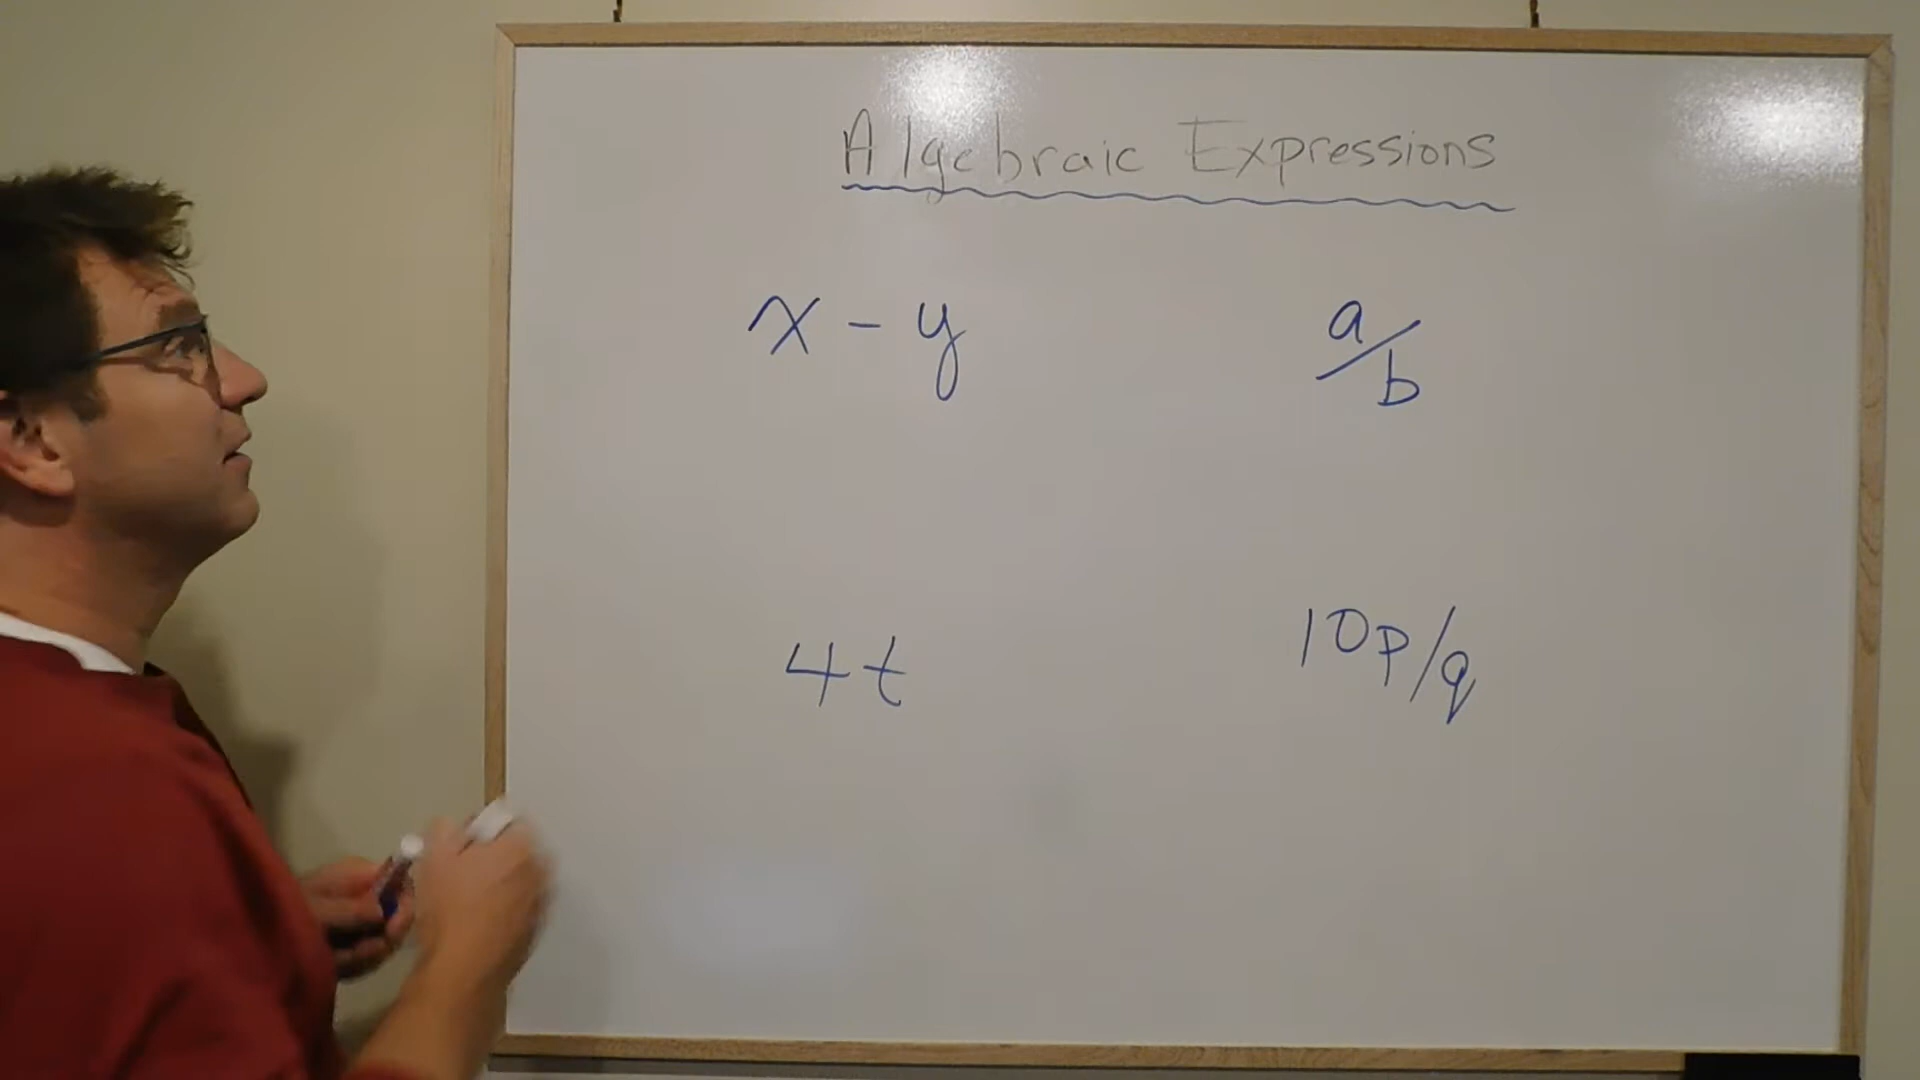 Algebraic Expressions
x - y
a/b
4t
10p/q